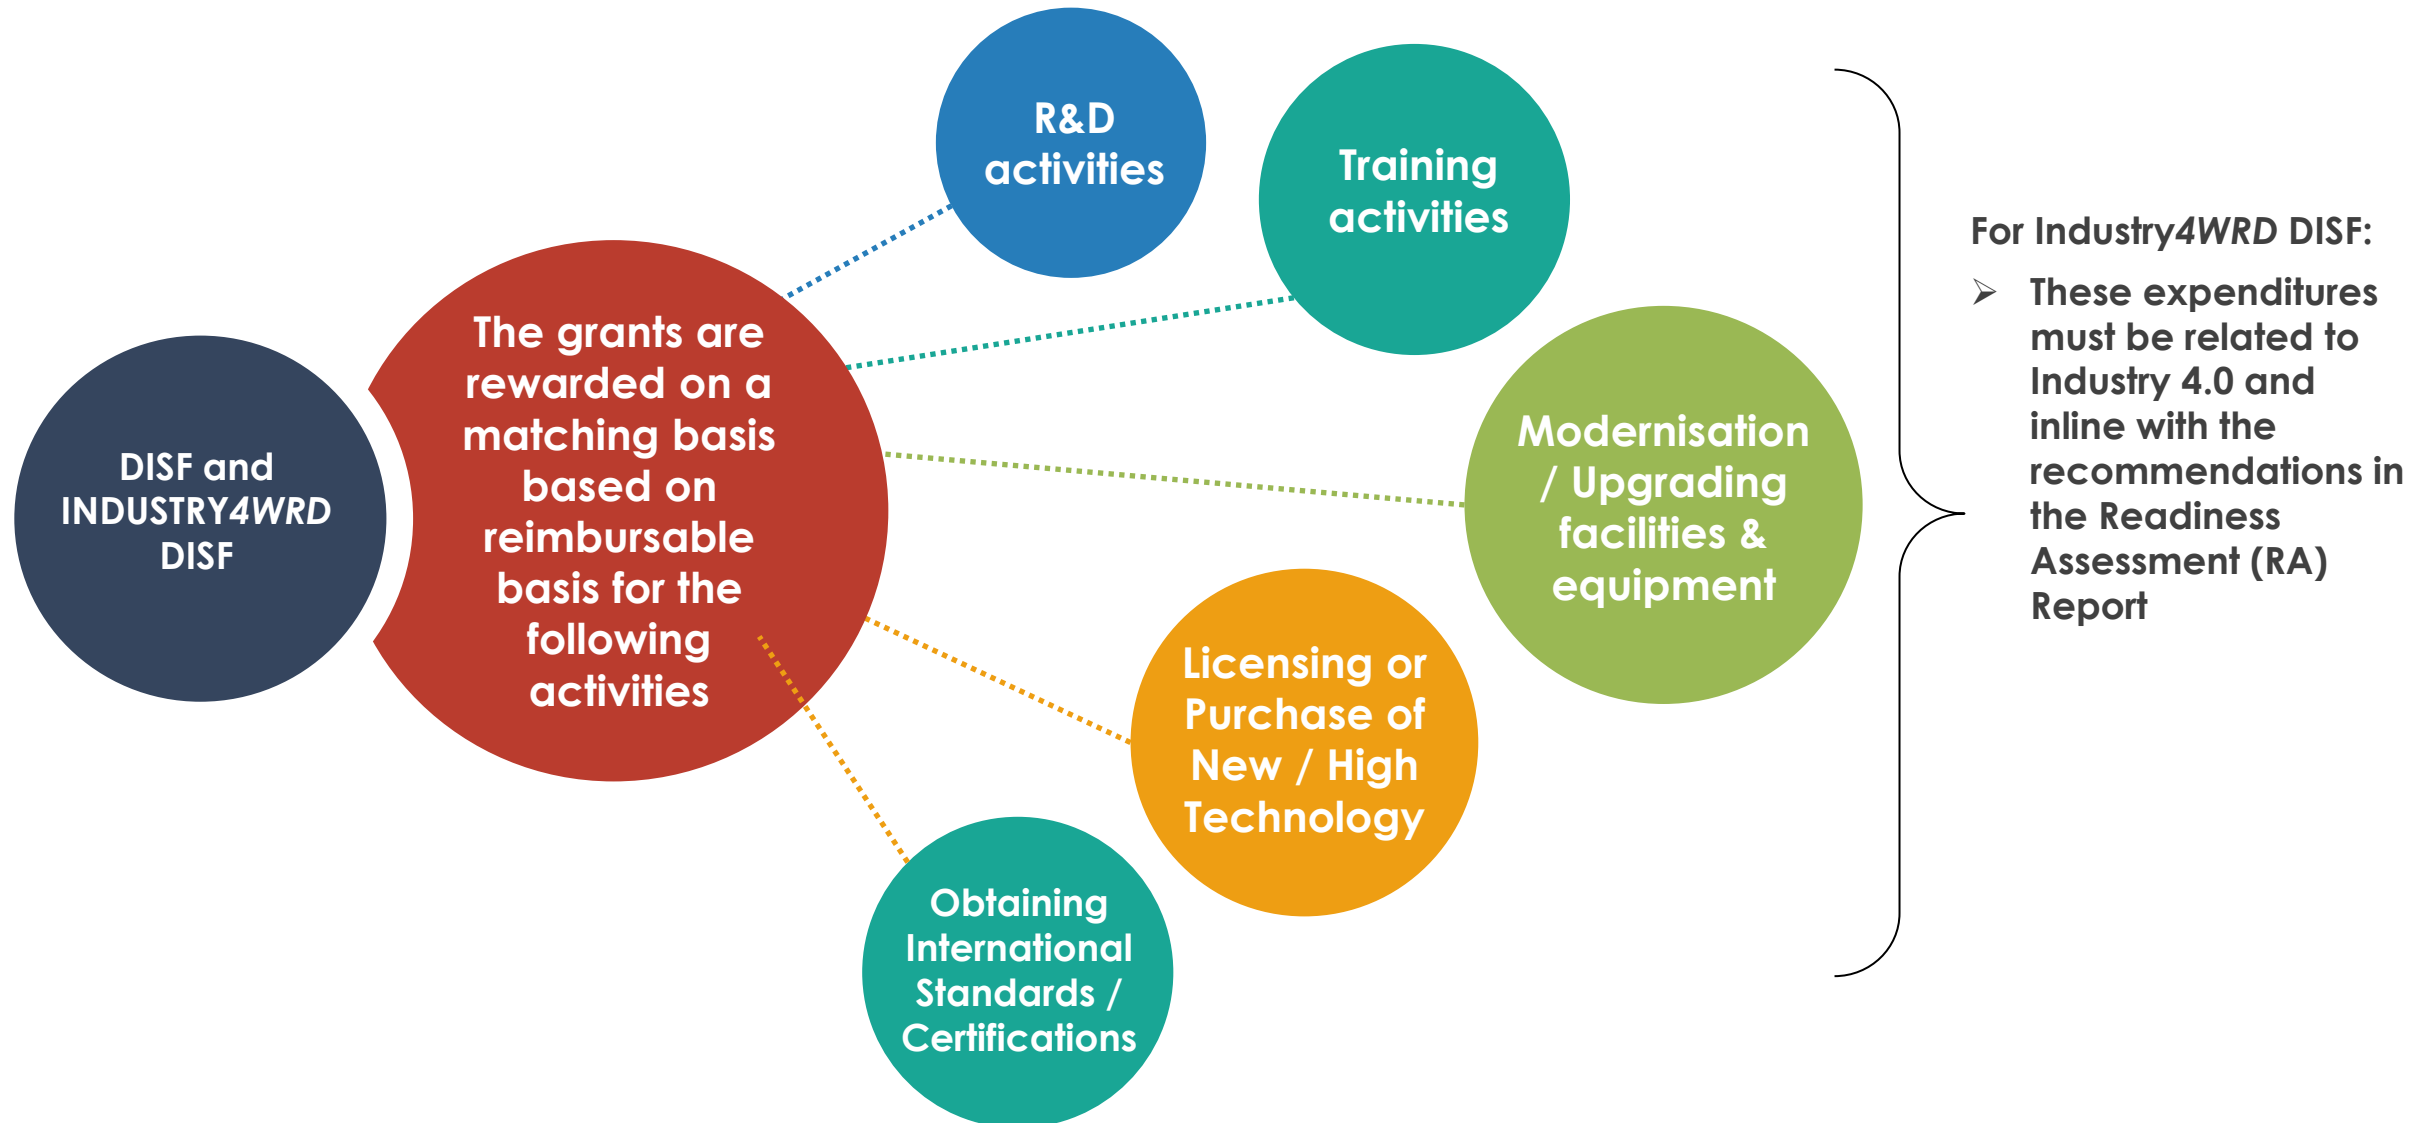 DISF and
INDUSTRY4WRD
DISF
The grants are
rewarded on a
matching basis
based on
reimbursable
basis for the
following
activities
R&D
activities
Training
activities
Modernisation
/ Upgrading
facilities &
equipment
Licensing or
Purchase of
New / High
Technology
Obtaining
International
Standards /
Certifications
For Industry4WRD DISF:
➢ These expenditures
must be related to
Industry 4.0 and
inline with the
recommendations in
the Readiness
Assessment (RA)
Report